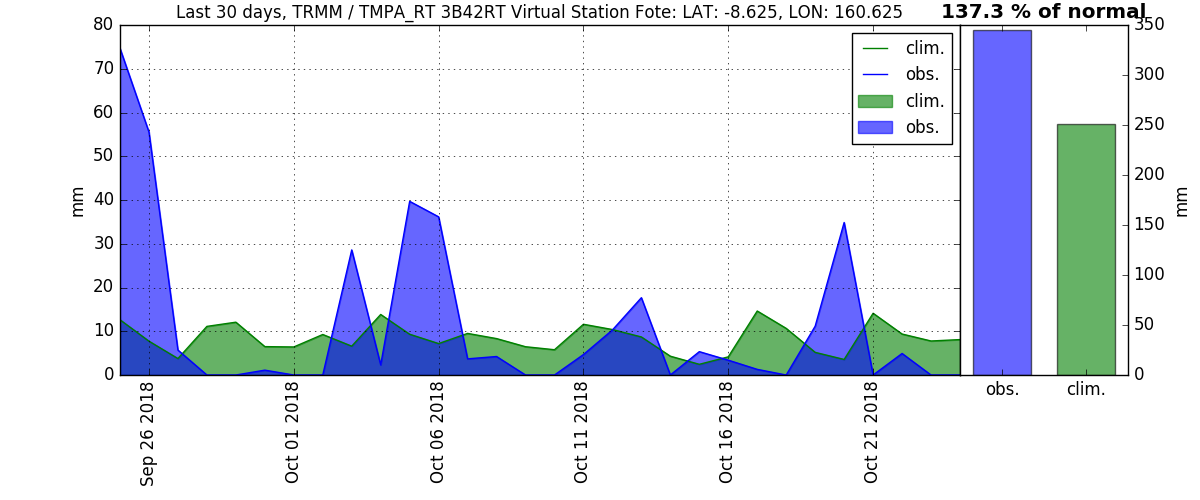 Last 30 days, TRMM / TMPA_RT 3B42RT Virtual Station Fote: LAT: -8.625, LON: 160.625
137.3 % of normal
80
70
60
50
40
30
20
10
0
mm
clim.
obs.
clim.
obs.
Sep 26 2018
Oct 01 2018
Oct 06 2018
Oct 11 2018
Oct 16 2018
Oct 21 2018
350
300
250
200
150
100
50
0
mm
obs.
clim.